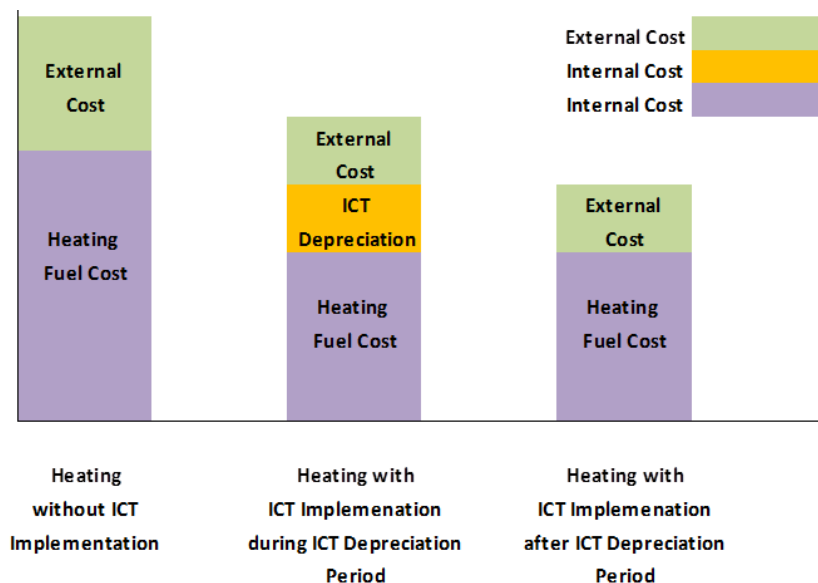 External
Cost
Heating
Fuel Cost
External
Cost
ICT
Depreciation
Heating
Fuel Cost
External
Cost
Heating
Fuel Cost
External Cost
Internal Cost
Internal Cost
Heating
without ICT
Implementation
Heating with
ICT Implemenation
during ICT Depreciation
Period
Heating with
ICT Implemenation
after ICT Depreciation
Period